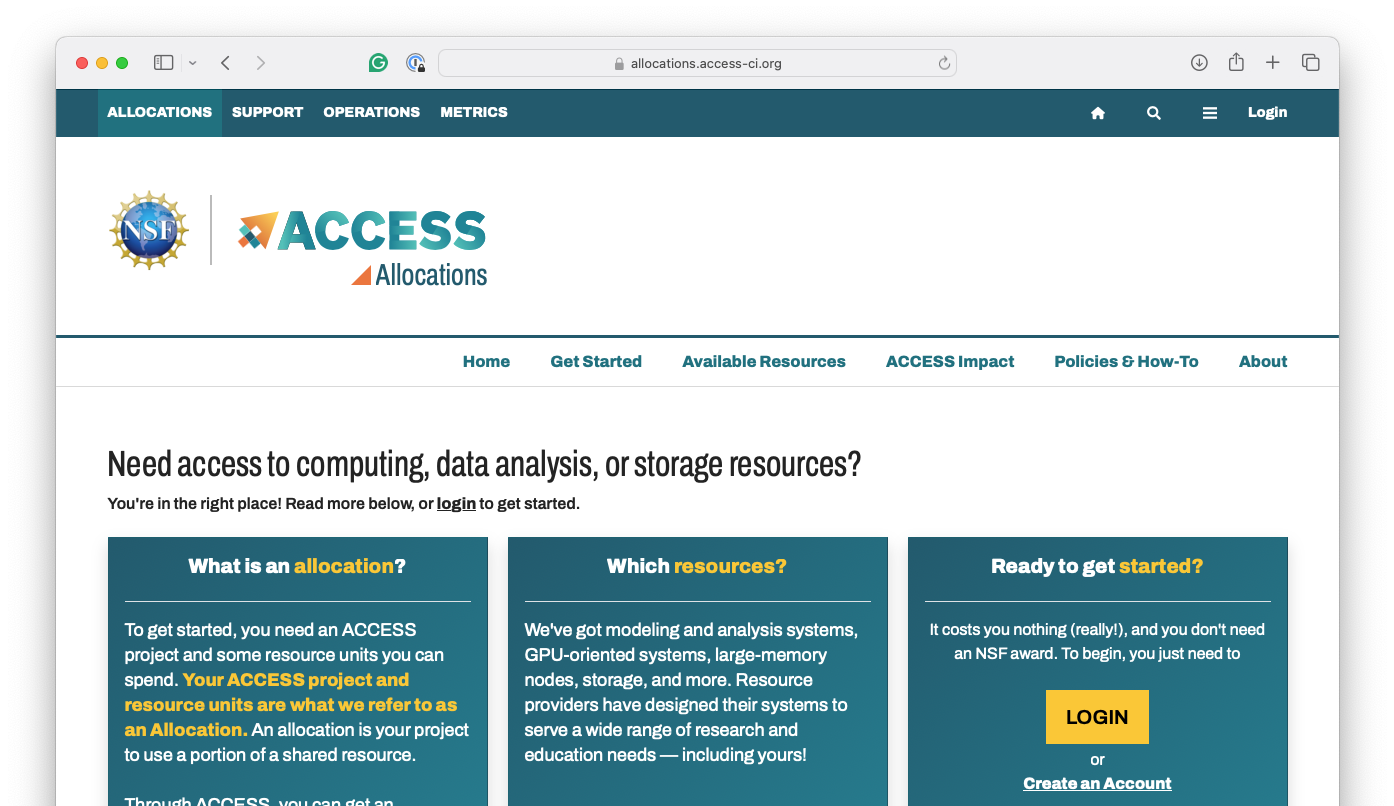 allocations.access-ci.org
ALLOCATIONS SUPPORT OPERATIONS METRICS Login
NSF
ACCESS
Allocations
Home Get Started Available Resources ACCESS Impact Policies & How-To About
Need access to computing, data analysis, or storage resources?
You're in the right place! Read more below, or login to get started.
What is an allocation?
To get started, you need an ACCESS
project and some resource units you can
spend. Your ACCESS project and
resource units are what we refer to as
an Allocation. An allocation is your project
to use a portion of a shared resource.
Through ACCESS, you can get an
Which resources?
We've got modeling and analysis systems,
GPU-oriented systems, large-memory
nodes, storage, and more. Resource
providers have designed their systems to
serve a wide range of research and
education needs — including yours!
Ready to get started?
It costs you nothing (really!), and you don't need
an NSF award. To begin, you just need to
LOGIN
or
Create an Account